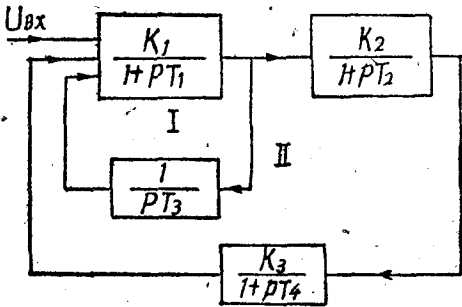 Uвх
K₁
1+PT₁
K₂
1+PT₂
I
II
1
PT₃
K₃
1+PT₄